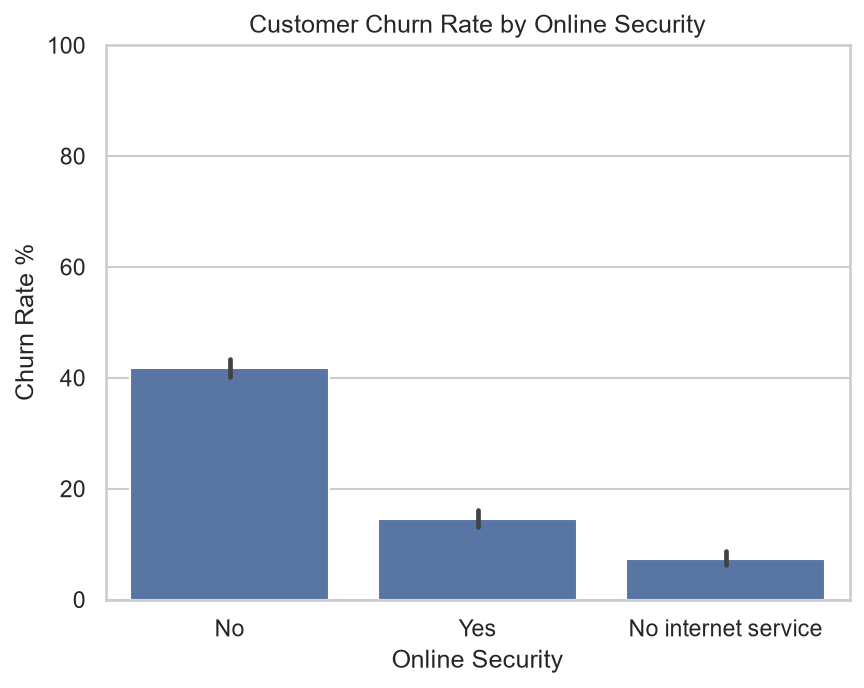 Customer Churn Rate by Online Security
100
80
60
40
20
0
Churn Rate %
No Yes No internet service
Online Security